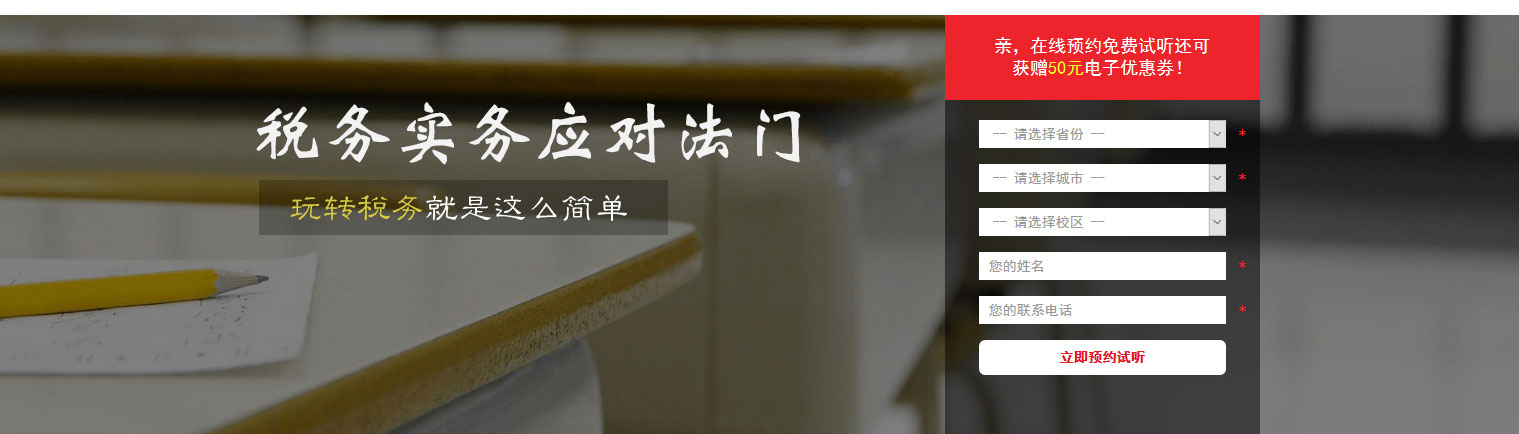 税务实务应对法门
玩转税务就是这么简单
亲，在线预约免费试听还可
获赠50元电子优惠券！
-- 请选择省份 -- *
-- 请选择城市 -- *
-- 请选择校区 --
您的姓名 *
您的联系电话 *
立即预约试听